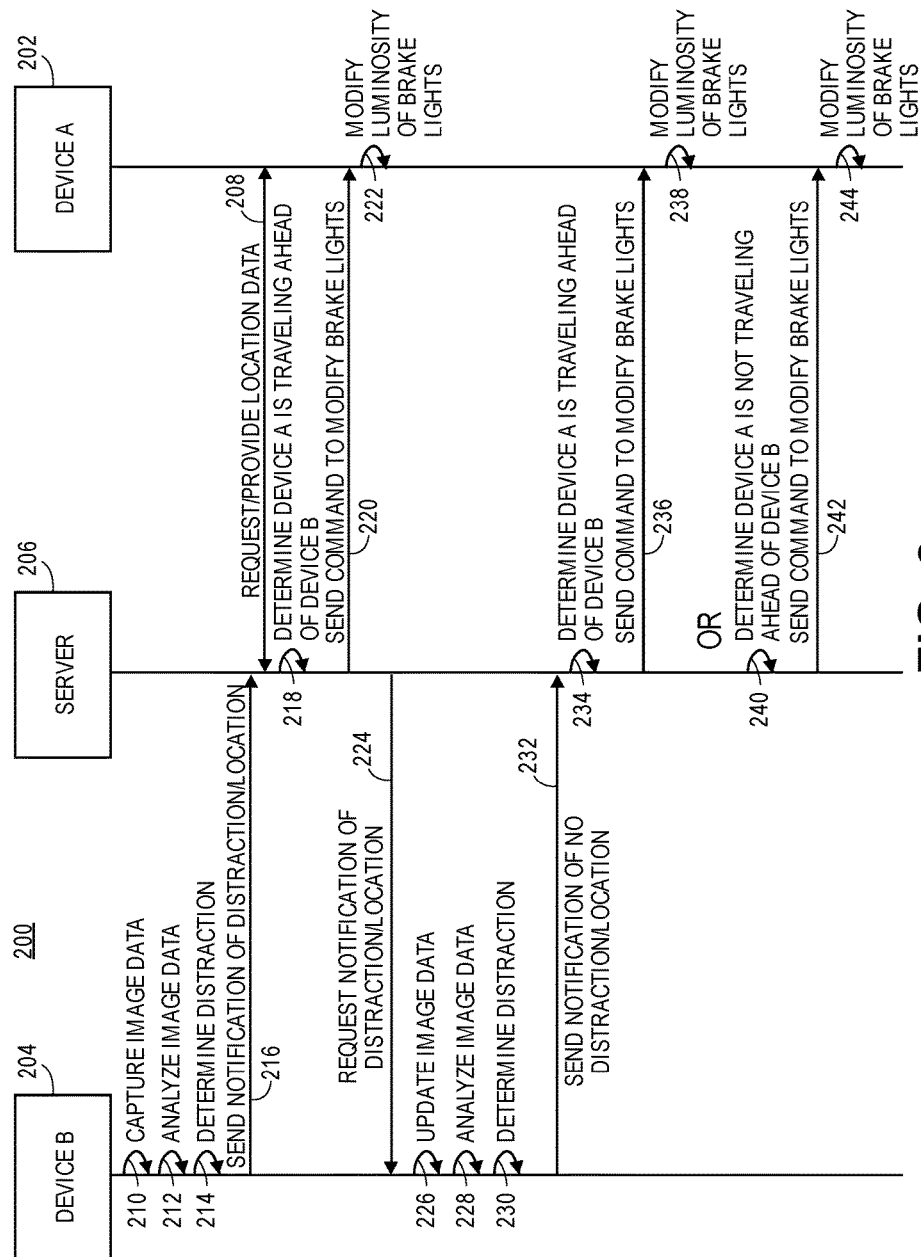 200
204
DEVICE B
206
SERVER
202
DEVICE A
210
CAPTURE IMAGE DATA
212
ANALYZE IMAGE DATA
214
DETERMINE DISTRACTION
SEND NOTIFICATION OF DISTRACTION/LOCATION
216
REQUEST/PROVIDE LOCATION DATA
208
218
DETERMINE DEVICE A IS TRAVELING AHEAD
OF DEVICE B
SEND COMMAND TO MODIFY BRAKE LIGHTS
220
222
MODIFY
LUMINOSITY
OF BRAKE
LIGHTS
REQUEST NOTIFICATION OF
DISTRACTION/LOCATION
224
226
UPDATE IMAGE DATA
228
ANALYZE IMAGE DATA
230
DETERMINE DISTRACTION
232
SEND NOTIFICATION OF NO
DISTRACTION/LOCATION
234
DETERMINE DEVICE A IS TRAVELING AHEAD
OF DEVICE B
SEND COMMAND TO MODIFY BRAKE LIGHTS
236
238
MODIFY
LUMINOSITY
OF BRAKE
LIGHTS
OR
240
DETERMINE DEVICE A IS NOT TRAVELING
AHEAD OF DEVICE B
SEND COMMAND TO MODIFY BRAKE LIGHTS
242
244
MODIFY
LUMINOSITY
OF BRAKE
LIGHTS